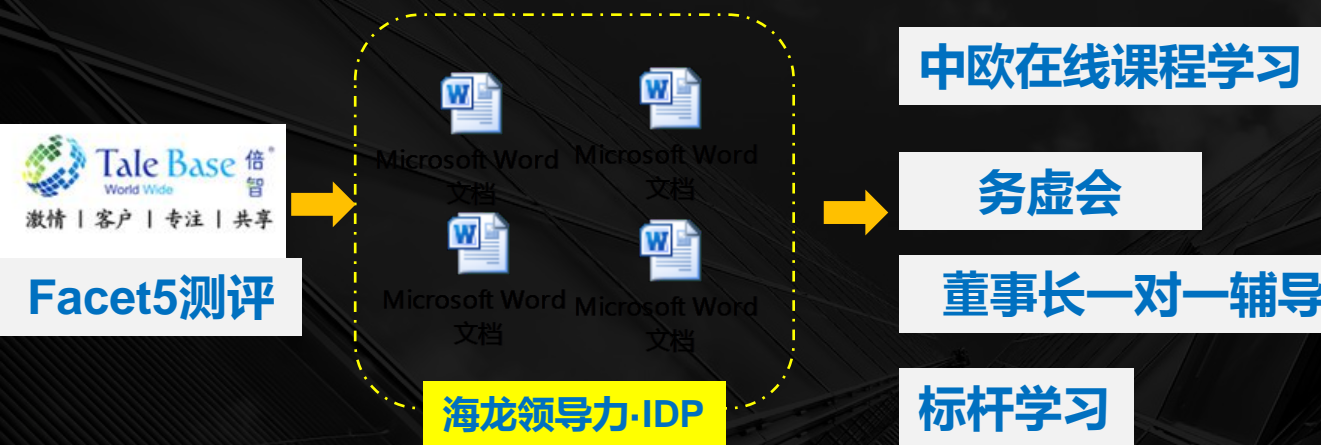 Tale Base 倍智
World Wide
激情 | 客户 | 专注 | 共享
Facet5测评
W
Microsoft Word
文档
W
Microsoft Word
文档
W
Microsoft Word
文档
W
Microsoft Word
文档
海龙领导力·IDP
中欧在线课程学习
务虚会
董事长一对一辅导
标杆学习